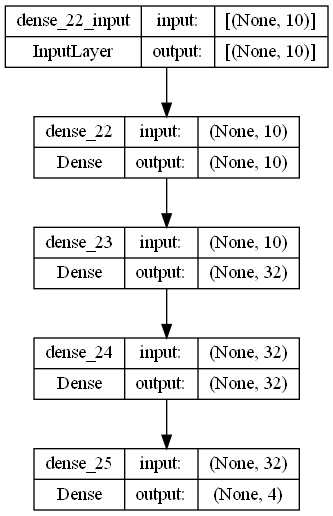 dense_22_input input: [(None, 10)]
InputLayer output: [(None, 10)]
dense_22 input: (None, 10)
Dense output: (None, 10)
dense_23 input: (None, 10)
Dense output: (None, 32)
dense_24 input: (None, 32)
Dense output: (None, 32)
dense_25 input: (None, 32)
Dense output: (None, 4)